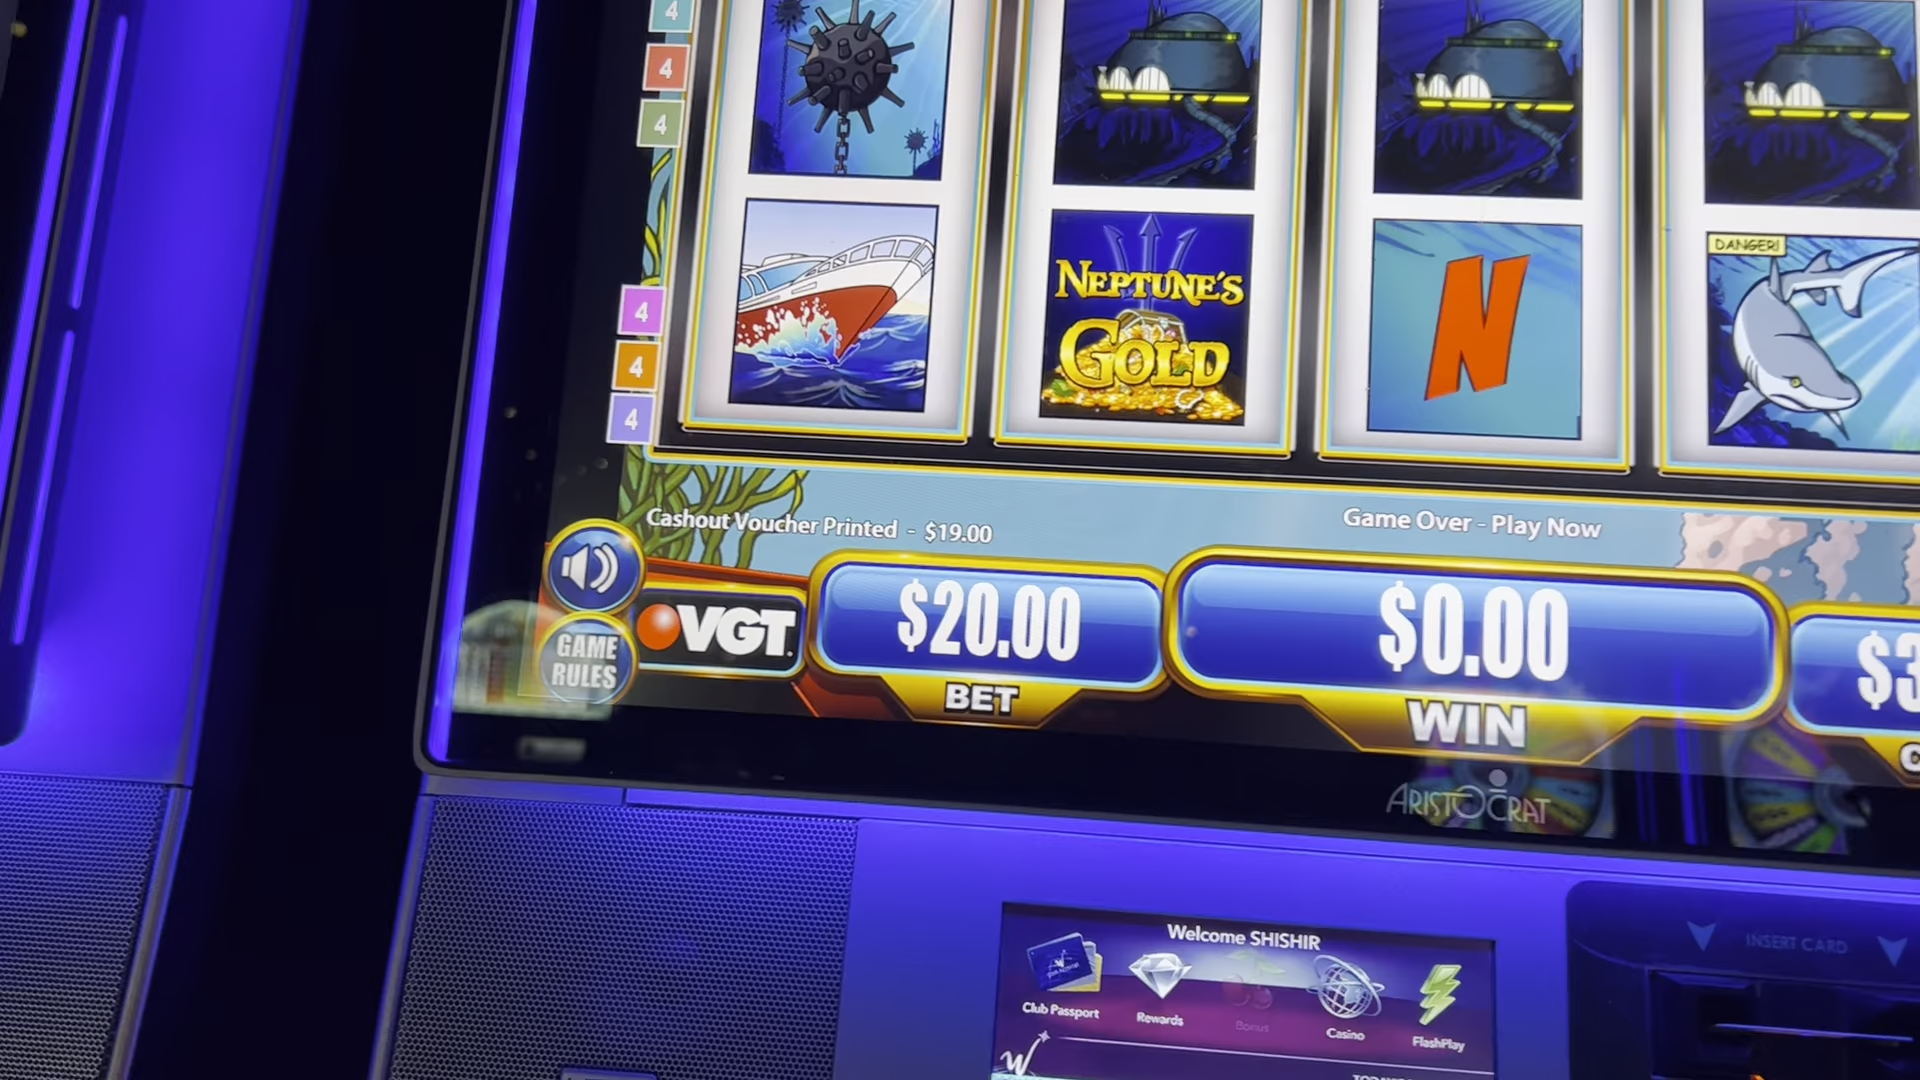 4
4
4
DANGER!
NEPTUNE'S
GOLD
N
4
4
4
Cashout Voucher Printed - $19.00
Game Over - Play Now
GAME
RULES
VGT
$20.00
BET
$0.00
WIN
ARISTOCRAT
Welcome SHISHIR
INSERT CARD
Club Passport
Rewards
Bonus
Casino
FlashPlay
W